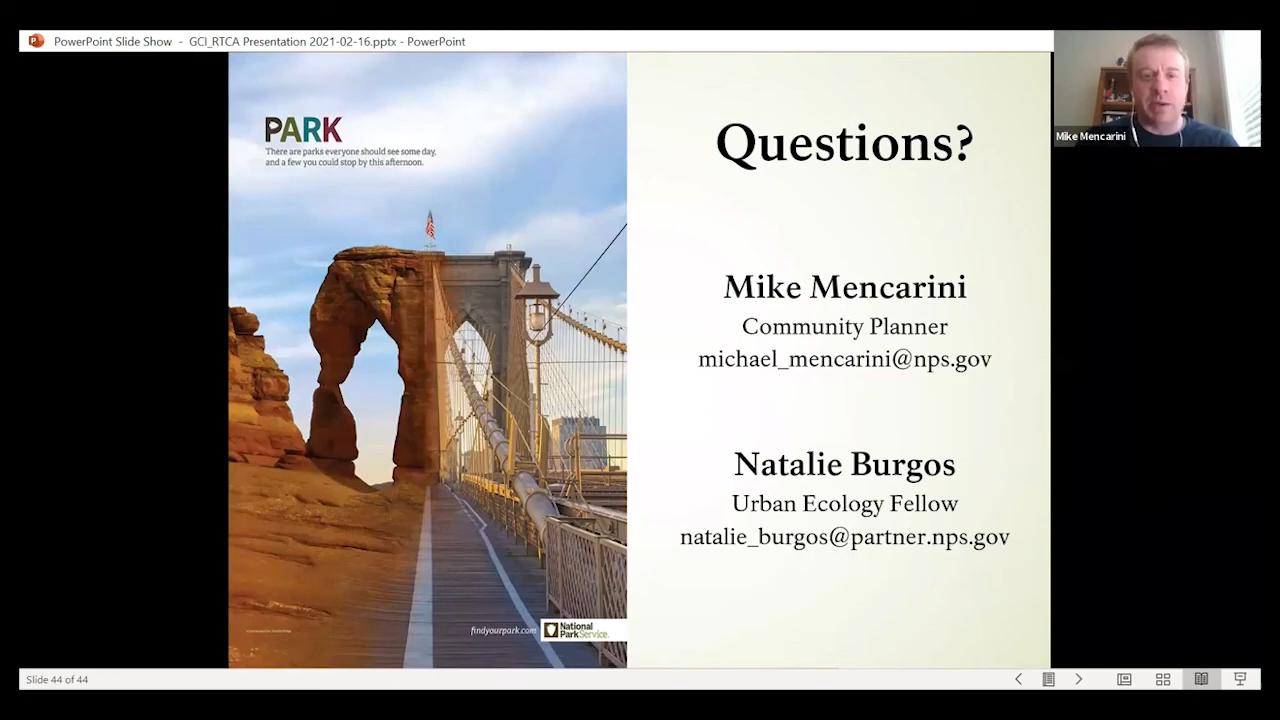 PowerPoint Slide Show - GCI_RTCA Presentation 2021-02-16.pptx - PowerPoint
Mike Mencarini
PARK
There are parks everyone should see some day,
and a few you could stop by this afternoon.
findyourpark.com
National
ParkService.
Questions?
Mike Mencarini
Community Planner
michael_mencarini@nps.gov
Natalie Burgos
Urban Ecology Fellow
natalie_burgos@partner.nps.gov
Slide 44 of 44